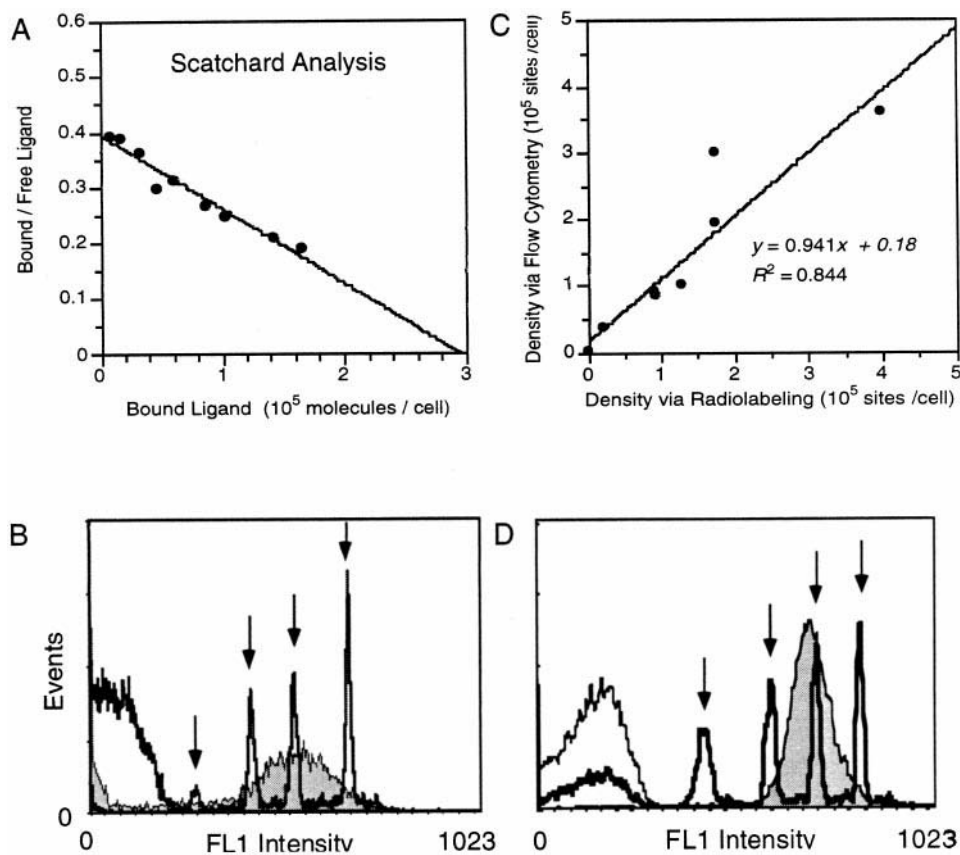 A
Scatchard Analysis
0.6
0.5
0.4
0.3
0.2
0.1
0
Bound / Free Ligand
0 1 2 3
Bound Ligand (10⁵ molecules / cell)
C
5
4
3
2
1
0
Density via Flow Cytometry (10⁵ sites /cell)
y = 0.941x + 0.18
R² = 0.844
0 1 2 3 4 5
Density via Radiolabeling (10⁵ sites /cell)
B
Events
0
0 FL1 Intensity 1023
D
0 FL1 Intensity 1023